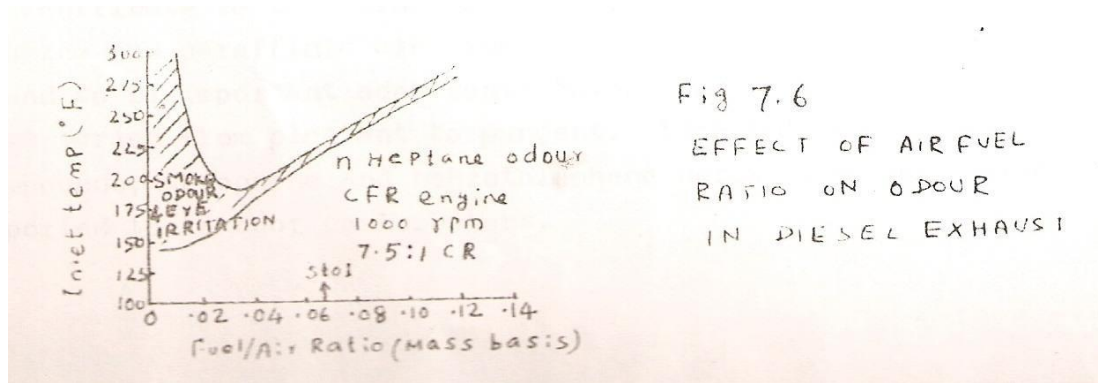 300
275
250
225
200
175
150
125
100
Inlet temp (°F)
SMOKE
ODOUR
& EYE
IRRITATION
n Heptane odour
CFR engine
1000 rpm
7.5:1 CR
stoi
0 .02 .04 .06 .08 .10 .12 .14
Fuel/Air Ratio (Mass basis)
Fig 7.6
EFFECT OF AIR FUEL
RATIO ON ODOUR
IN DIESEL EXHAUST